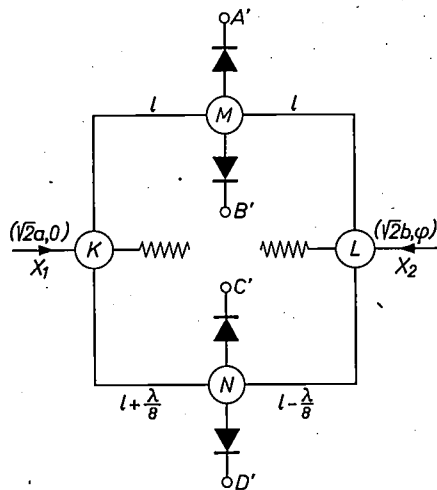 A'
M
l
l
B'
(√2a,0)
X₁
K
L
(√2b,φ)
X₂
C'
N
l+λ/8
l-λ/8
D'